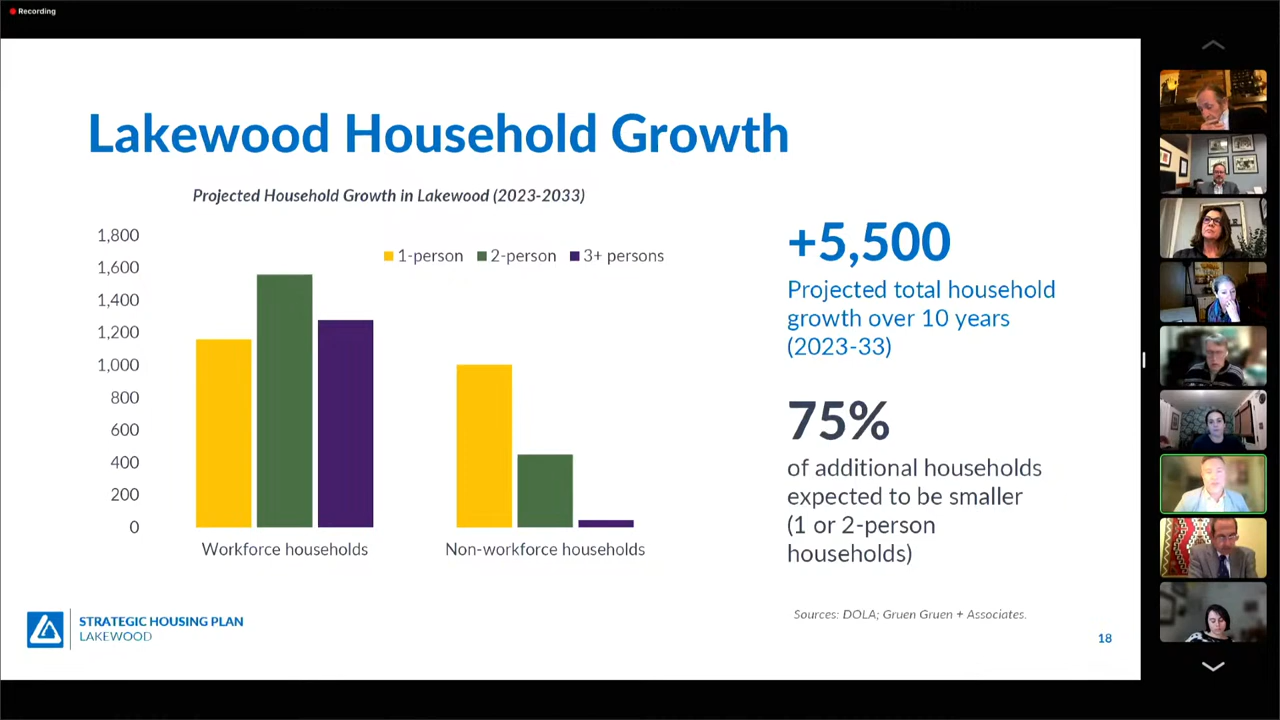 Recording
Lakewood Household Growth
Projected Household Growth in Lakewood (2023-2033)
1,800
1,600
1,400
1,200
1,000
800
600
400
200
0
1-person 2-person 3+ persons
Workforce households Non-workforce households
+5,500
Projected total household
growth over 10 years
(2023-33)
75%
of additional households
expected to be smaller
(1 or 2-person
households)
Sources: DOLA; Gruen Gruen + Associates.
STRATEGIC HOUSING PLAN
LAKEWOOD
18